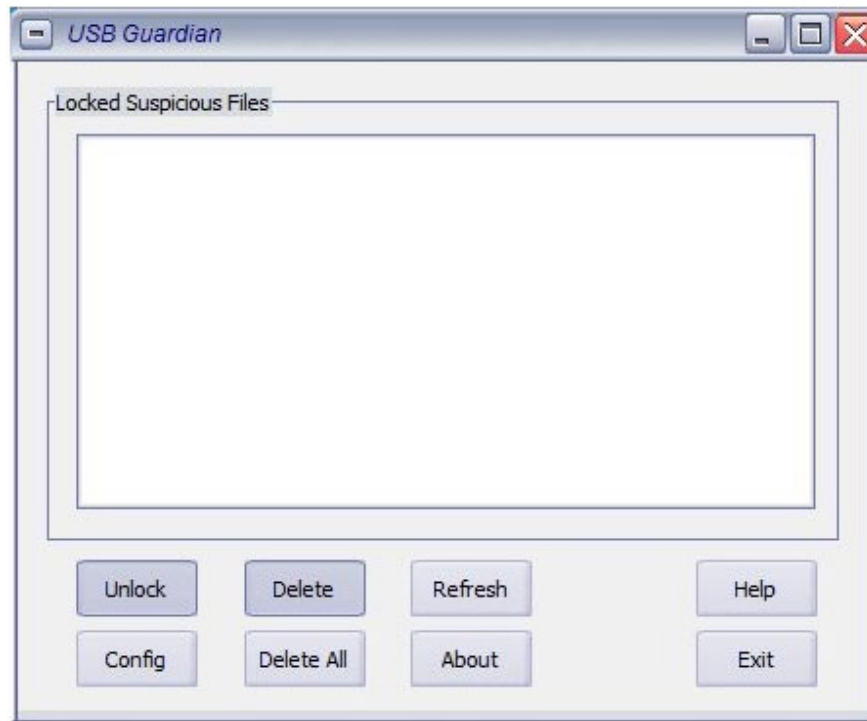 USB Guardian
Locked Suspicious Files
Unlock Delete Refresh Help
Config Delete All About Exit